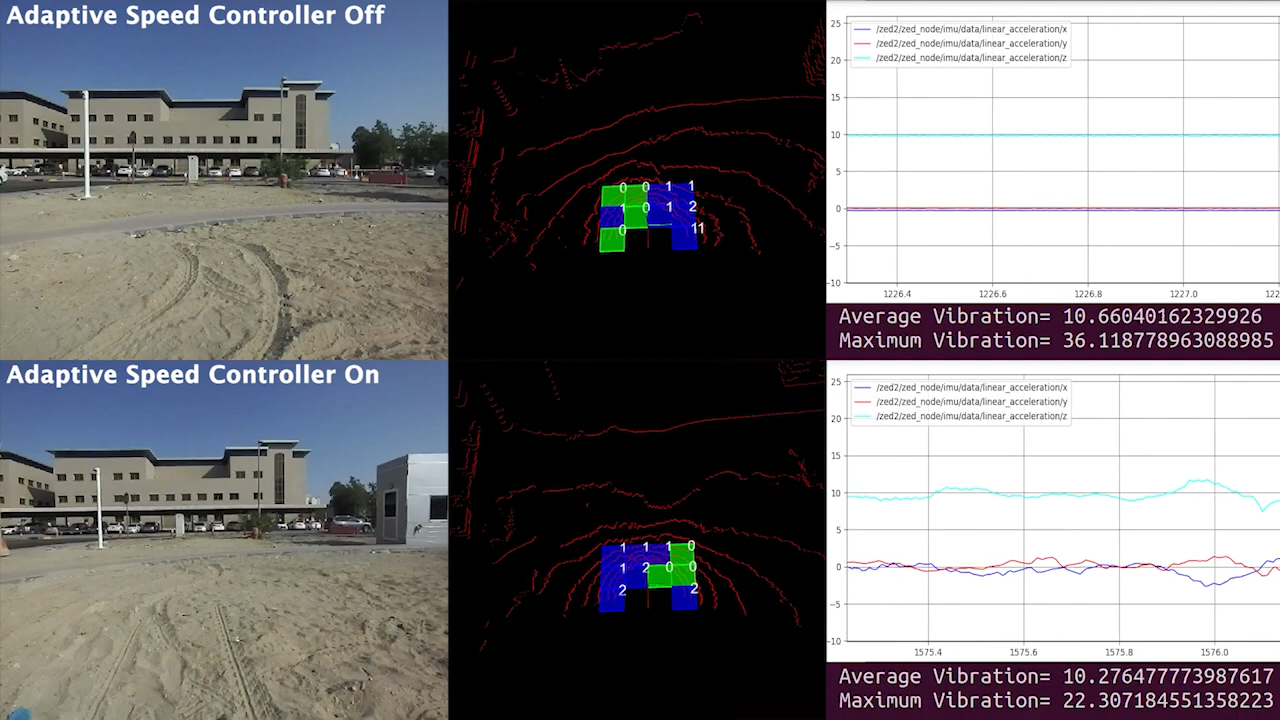 Adaptive Speed Controller Off
0 0 1 1
1 0 1 2
0 11
25
20
15
10
5
0
−5
−10
/zed2/zed_node/imu/data/linear_acceleration/x
/zed2/zed_node/imu/data/linear_acceleration/y
/zed2/zed_node/imu/data/linear_acceleration/z
1226.4 1226.6 1226.8 1227.0 122
Average Vibration= 10.66040162329926
Maximum Vibration= 36.118778963088985
Adaptive Speed Controller On
1 1 1 0
1 2 0 0
2 2
25
20
15
10
5
0
−5
−10
/zed2/zed_node/imu/data/linear_acceleration/x
/zed2/zed_node/imu/data/linear_acceleration/y
/zed2/zed_node/imu/data/linear_acceleration/z
1575.4 1575.6 1575.8 1576.0
Average Vibration= 10.276477773987617
Maximum Vibration= 22.307184551358223